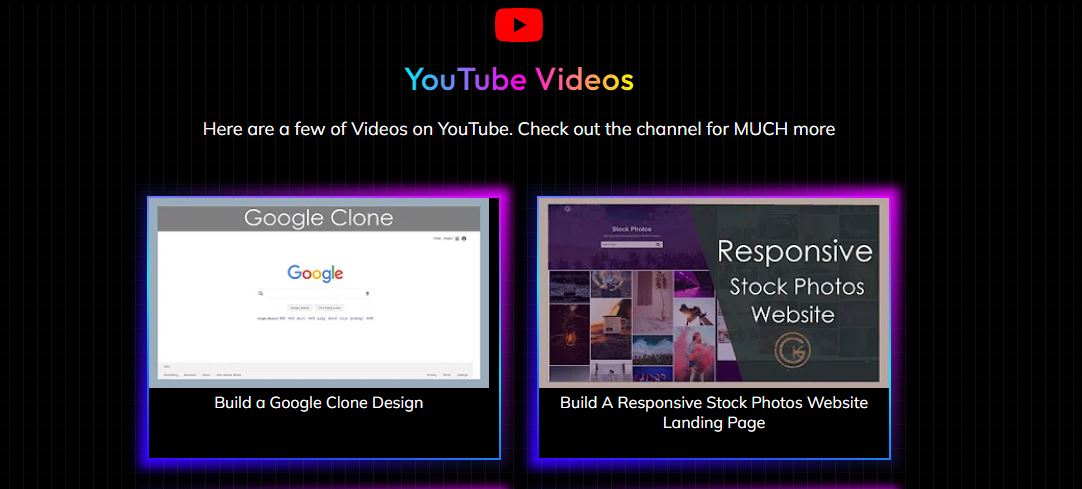 YouTube Videos
Here are a few of Videos on YouTube. Check out the channel for MUCH more
Google Clone
Google
Build a Google Clone Design
Stock Photos
Responsive
Stock Photos
Website
Build A Responsive Stock Photos Website
Landing Page